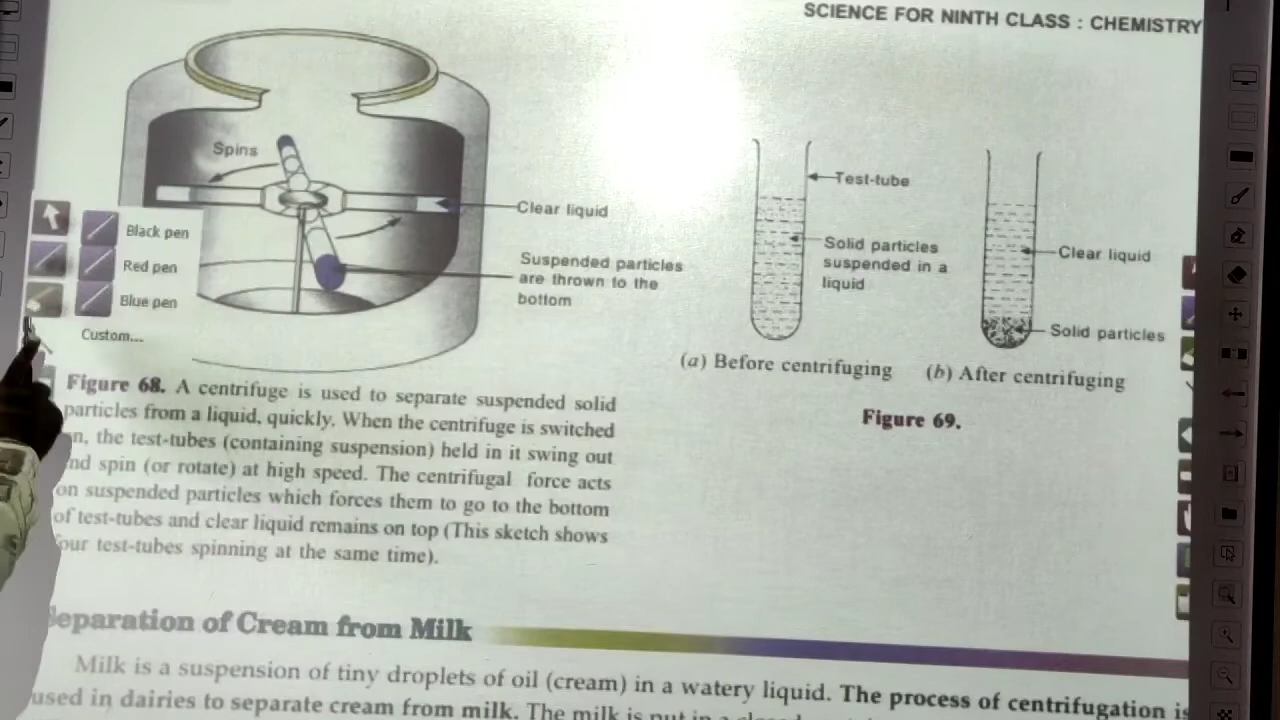 SCIENCE FOR NINTH CLASS : CHEMISTRY
Spins
Clear liquid
Suspended particles
are thrown to the
bottom
Black pen
Red pen
Blue pen
Custom...
Test-tube
Solid particles
suspended in a
liquid
Clear liquid
Solid particles
(a) Before centrifuging
(b) After centrifuging
Figure 69.
Figure 68. A centrifuge is used to separate suspended solid
particles from a liquid, quickly. When the centrifuge is switched
n, the test-tubes (containing suspension) held in it swing out
nd spin (or rotate) at high speed. The centrifugal force acts
on suspended particles which forces them to go to the bottom
of test-tubes and clear liquid remains on top (This sketch shows
four test-tubes spinning at the same time).
eparation of Cream from Milk
Milk is a suspension of tiny droplets of oil (cream) in a watery liquid. The process of centrifugation is
used in dairies to separate cream from milk. The milk is put in a